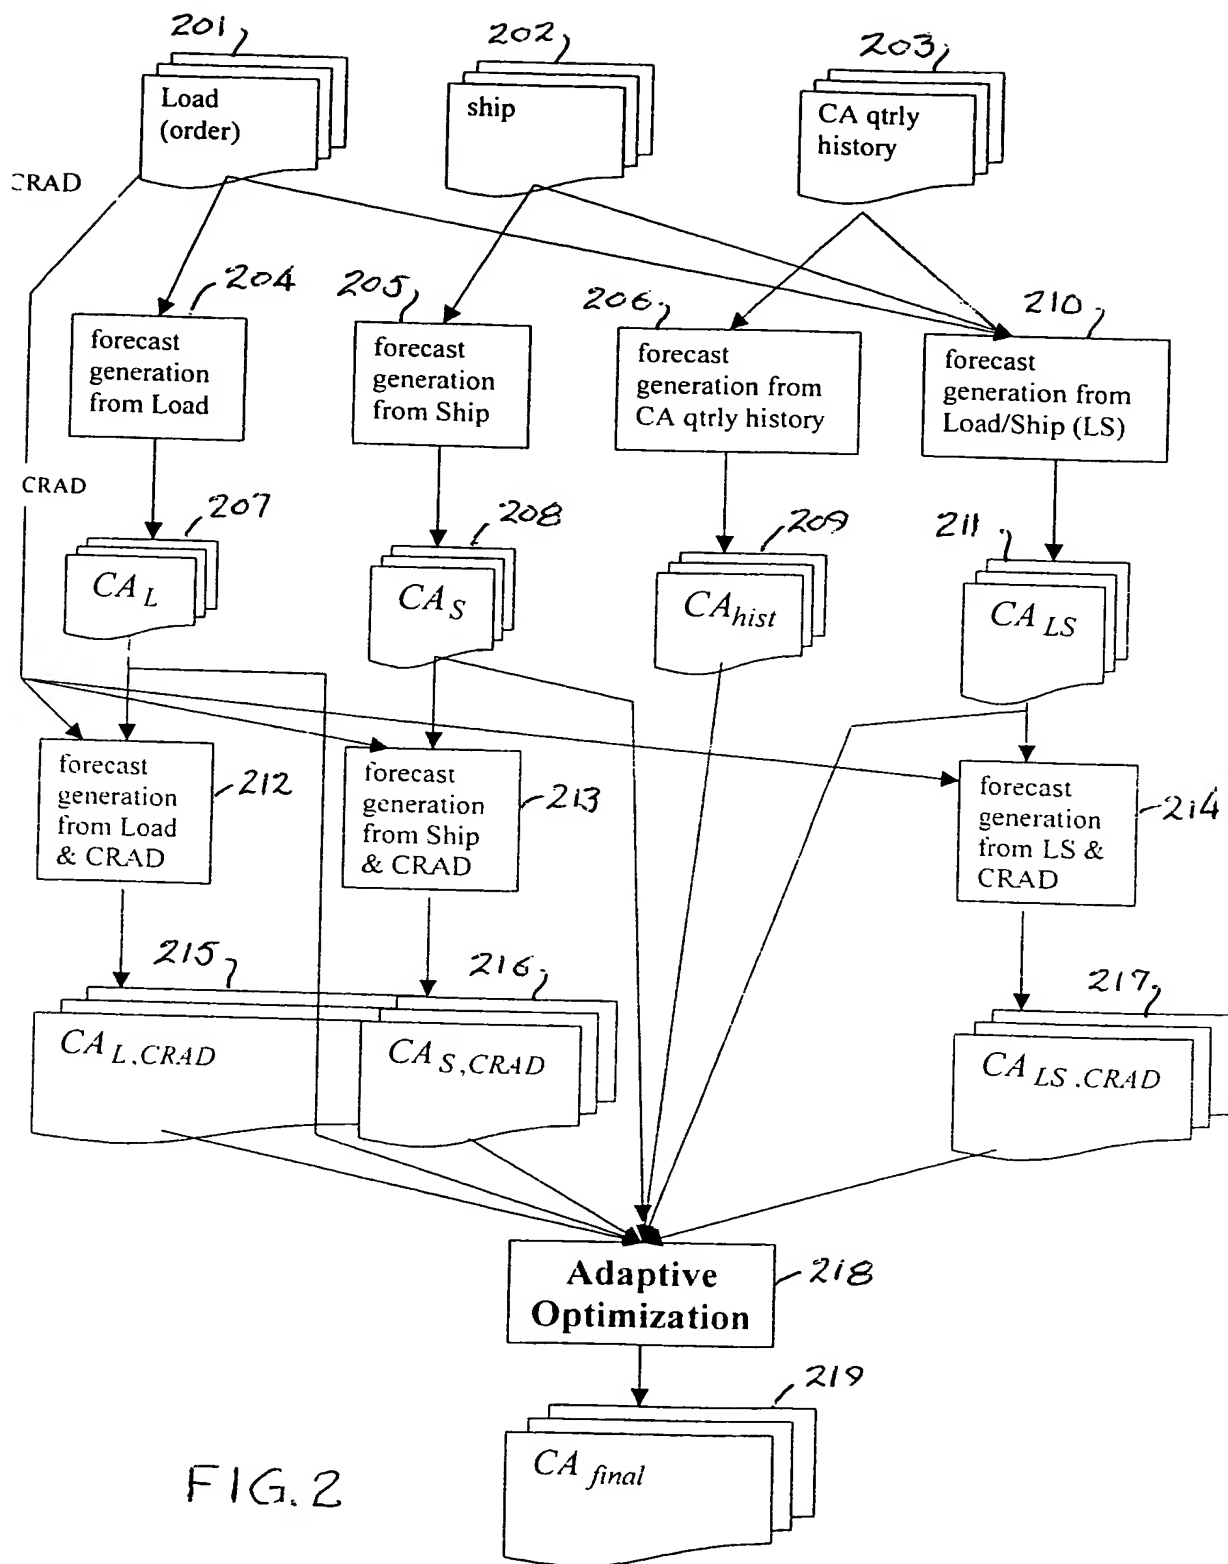 201
202
203
Load
(order)
ship
CA qtrly
history
CRAD
204
205
206
210
forecast
generation
from Load
forecast
generation
from Ship
forecast
generation from
CA qtrly history
forecast
generation from
Load/Ship (LS)
CRAD
207
208
209
211
CA L
CA S
CA hist
CA LS
forecast
generation
from Load
& CRAD
212
forecast
generation
from Ship
& CRAD
213
forecast
generation
from LS &
CRAD
214
215
216
217
CA L,CRAD
CA S,CRAD
CA LS,CRAD
Adaptive
Optimization
218
219
CA final
FIG. 2